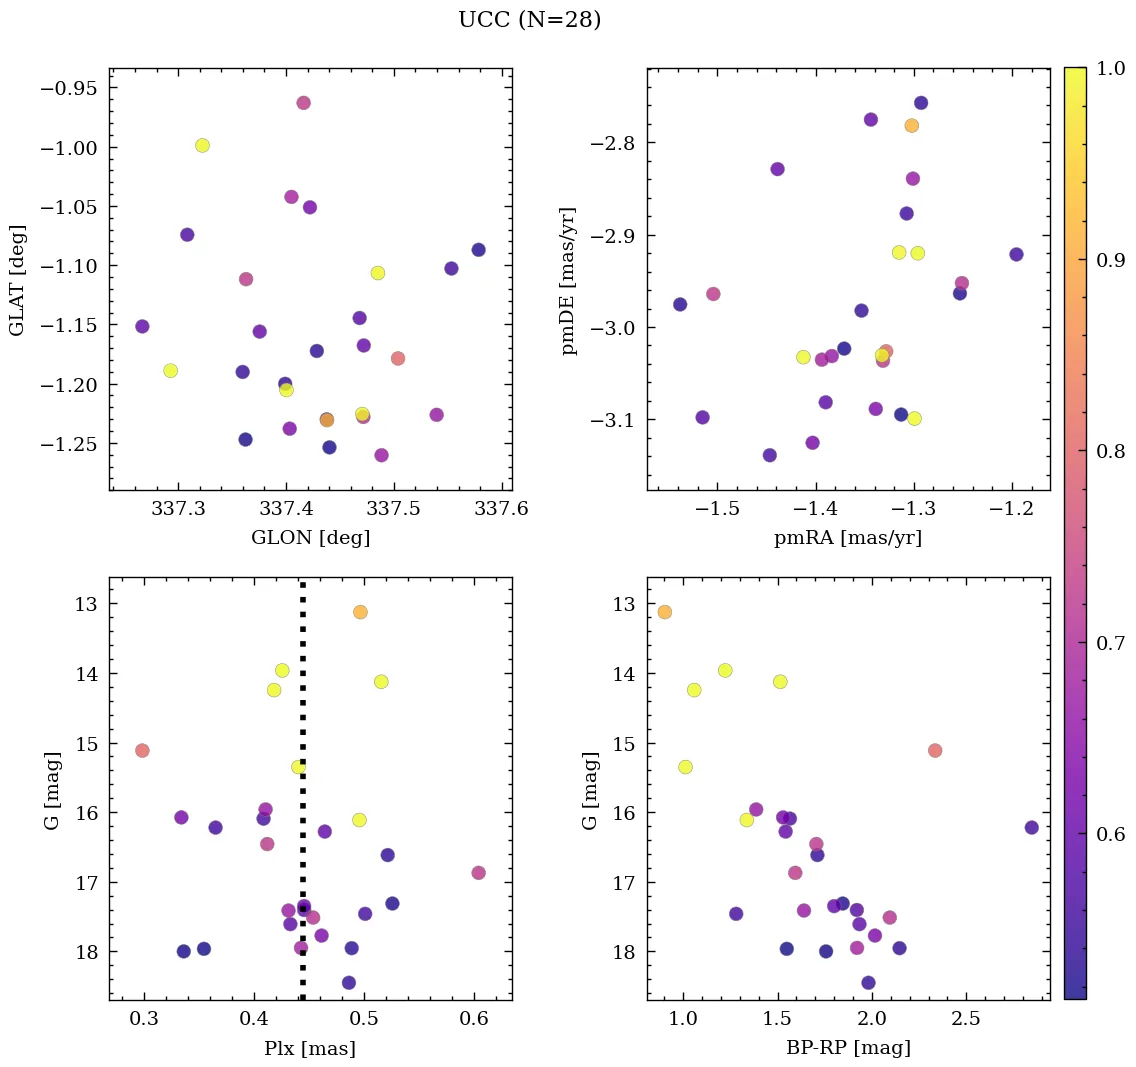 UCC (N=28)
−0.95
−1.00
−1.05
−1.10
−1.15
−1.20
−1.25
GLAT [deg]
337.3 337.4 337.5 337.6
GLON [deg]
−2.8
−2.9
−3.0
−3.1
pmDE [mas/yr]
−1.5 −1.4 −1.3 −1.2
pmRA [mas/yr]
13
14
15
16
17
18
G [mag]
0.3 0.4 0.5 0.6
Plx [mas]
13
14
15
16
17
18
G [mag]
1.0 1.5 2.0 2.5
BP-RP [mag]
1.0
0.9
0.8
0.7
0.6